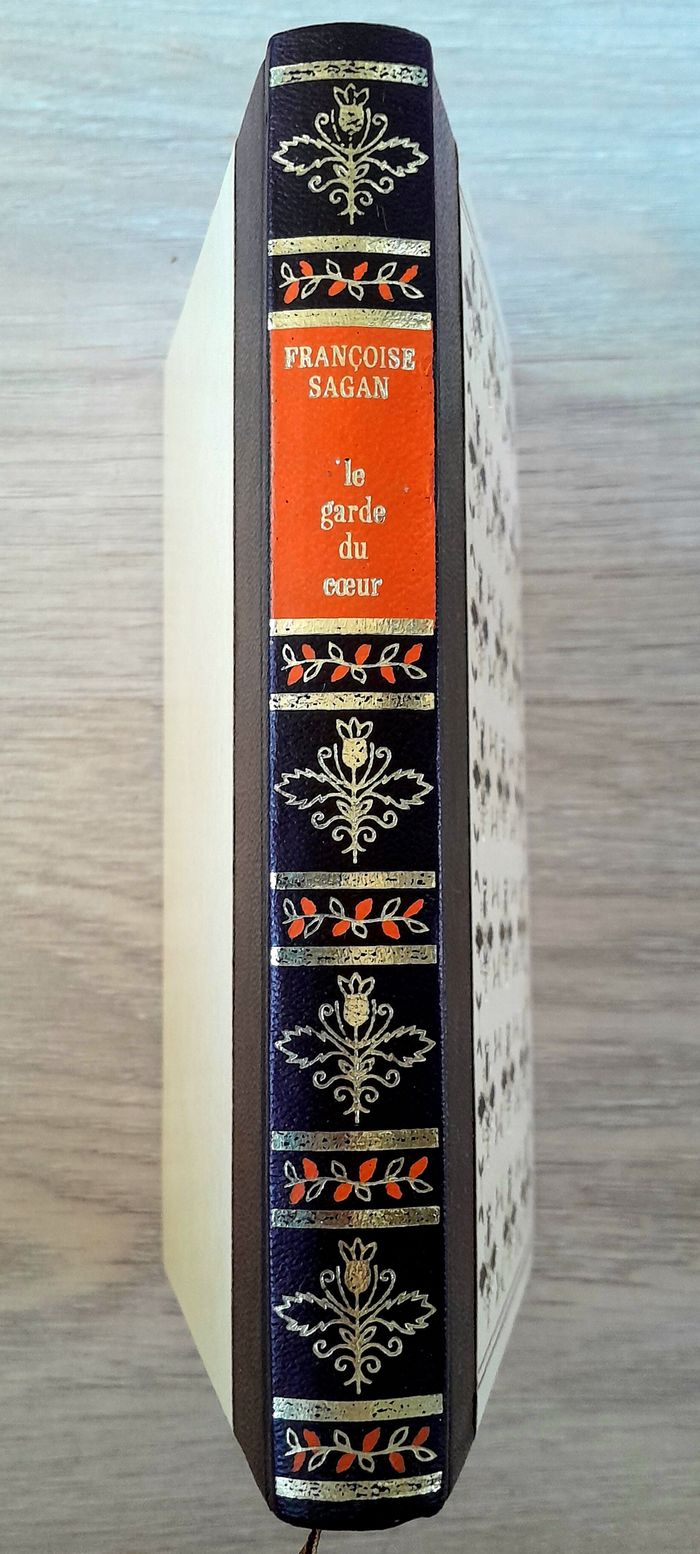 FRANÇOISE
SAGAN
le
garde
du
cœur